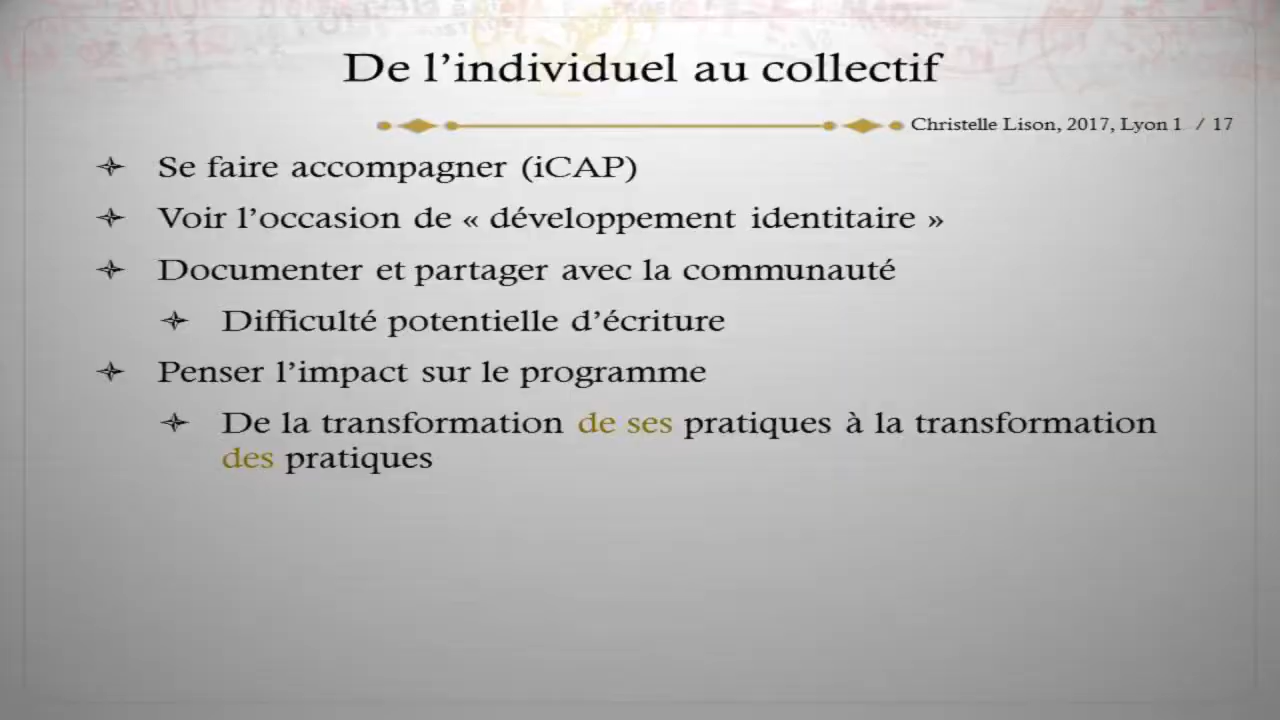 De l’individuel au collectif
Christelle Lison, 2017, Lyon 1 / 17
Se faire accompagner (iCAP)
Voir l’occasion de « développement identitaire »
Documenter et partager avec la communauté
Difficulté potentielle d’écriture
Penser l’impact sur le programme
De la transformation de ses pratiques à la transformation
des pratiques